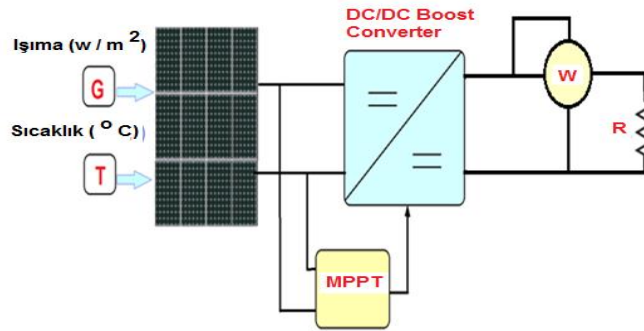 Işıma (w / m 2)
G
Sıcaklık ( o C)
T
DC/DC Boost
Converter
MPPT
W
R